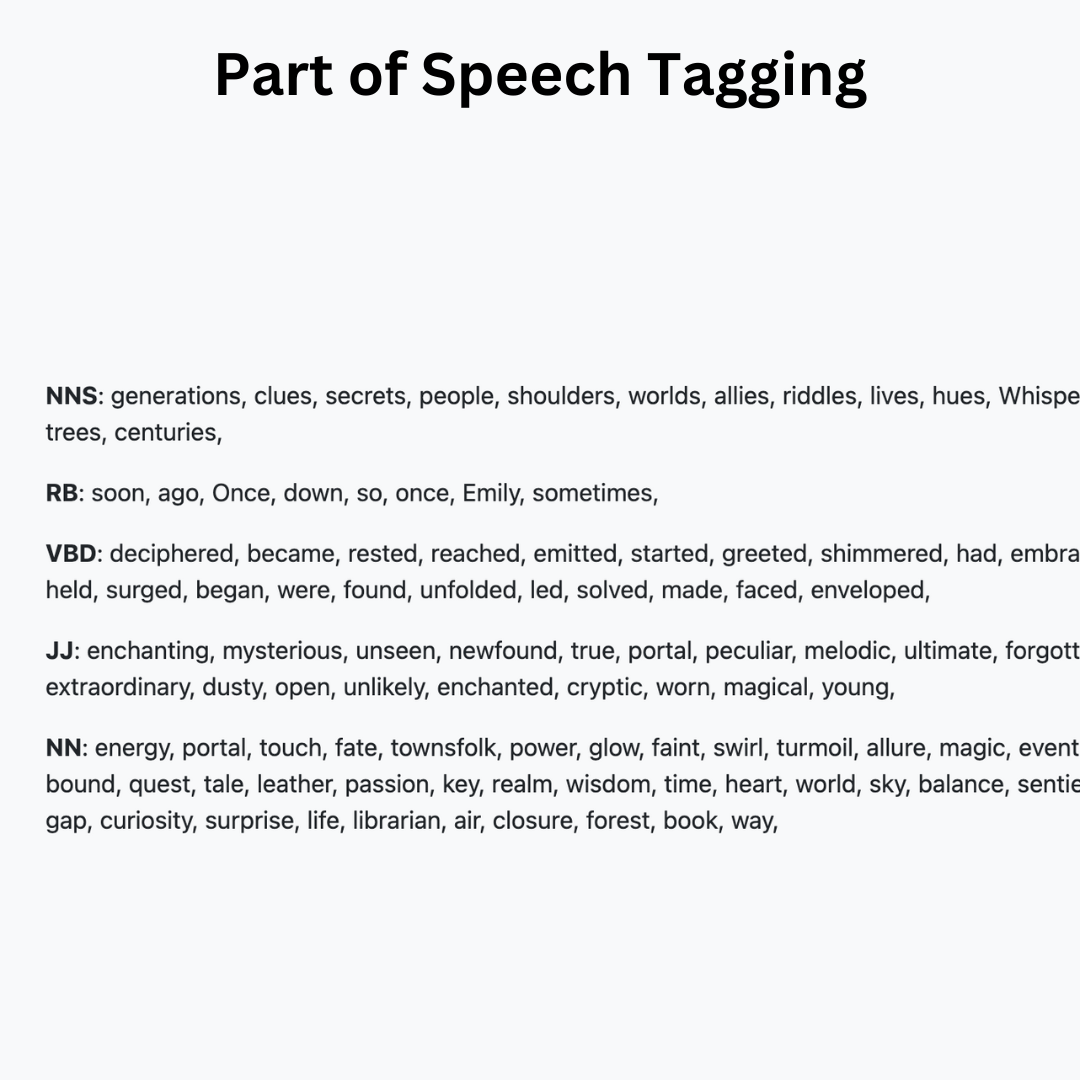 Part of Speech Tagging
NNS: generations, clues, secrets, people, shoulders, worlds, allies, riddles, lives, hues, Whispe
trees, centuries,
RB: soon, ago, Once, down, so, once, Emily, sometimes,
VBD: deciphered, became, rested, reached, emitted, started, greeted, shimmered, had, embra
held, surged, began, were, found, unfolded, led, solved, made, faced, enveloped,
JJ: enchanting, mysterious, unseen, newfound, true, portal, peculiar, melodic, ultimate, forgott
extraordinary, dusty, open, unlikely, enchanted, cryptic, worn, magical, young,
NN: energy, portal, touch, fate, townsfolk, power, glow, faint, swirl, turmoil, allure, magic, event
bound, quest, tale, leather, passion, key, realm, wisdom, time, heart, world, sky, balance, sentie
gap, curiosity, surprise, life, librarian, air, closure, forest, book, way,